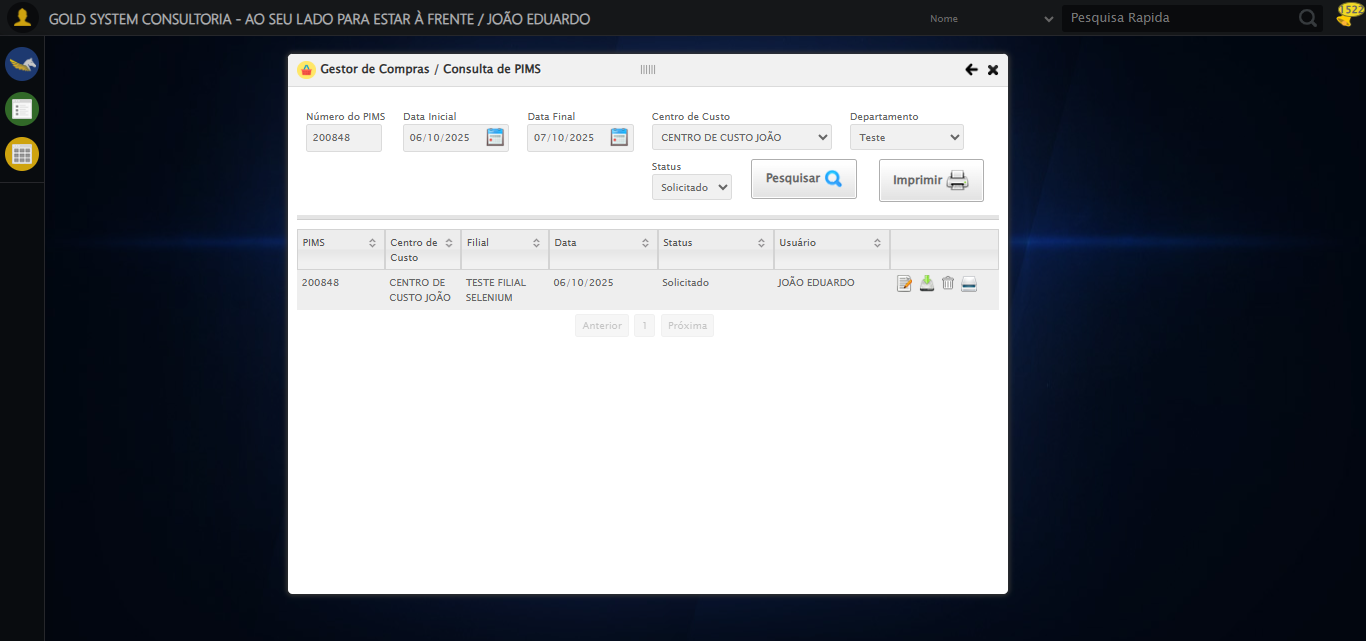 GOLD SYSTEM CONSULTORIA - AO SEU LADO PARA ESTAR À FRENTE / JOÃO EDUARDO
Nome
Pesquisa Rapida
1522
Gestor de Compras / Consulta de PIMS
Número do PIMS
Data Inicial
Data Final
Centro de Custo
Departamento
200848
06/10/2025
07/10/2025
CENTRO DE CUSTO JOÃO
Teste
Status
Solicitado
Pesquisar
Imprimir
PIMS
Centro de
Custo
Filial
Data
Status
Usuário
200848
CENTRO DE
CUSTO JOÃO
TESTE FILIAL
SELENIUM
06/10/2025
Solicitado
JOÃO EDUARDO
Anterior
1
Próxima